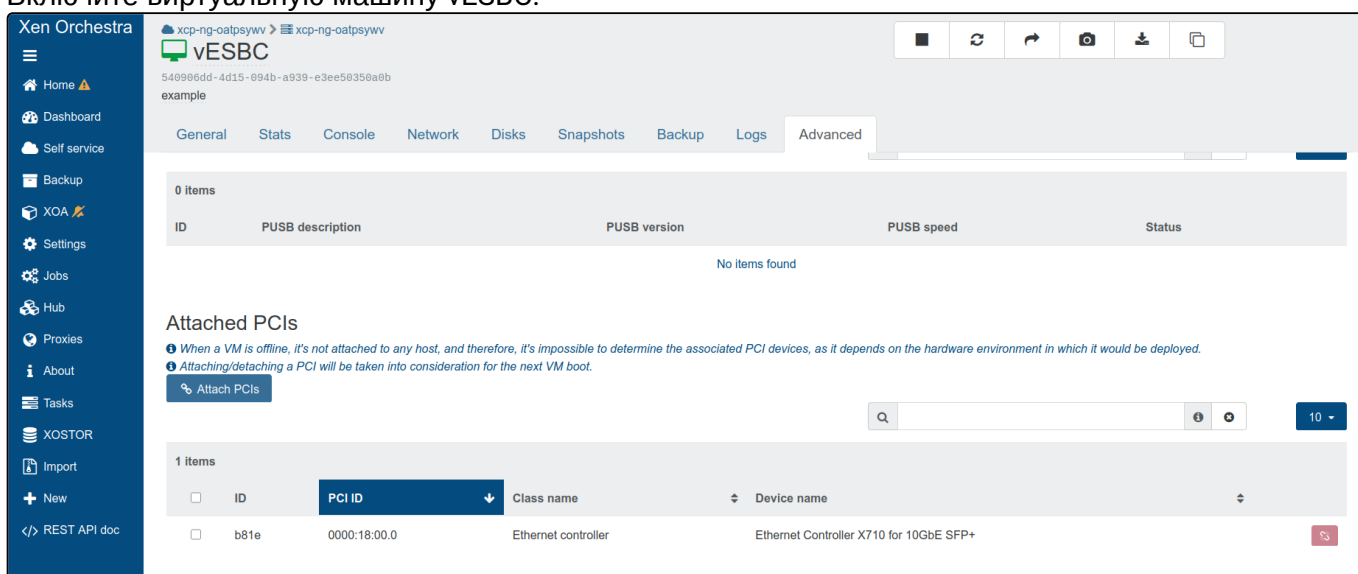 Включите виртуальную машину vESBC.
Xen Orchestra
xcp-ng-oatpsywv > xcp-ng-oatpsywv
vESBC
540906dd-4d15-094b-a939-e3ee50350a0b
example
Home
Dashboard
Self service
Backup
XOA
Settings
Jobs
Hub
Proxies
About
Tasks
XOSTOR
Import
New
</> REST API doc
General Stats Console Network Disks Snapshots Backup Logs Advanced
0 items
ID PUSB description PUSB version PUSB speed Status
No items found
Attached PCIs
When a VM is offline, it's not attached to any host, and therefore, it's impossible to determine the associated PCI devices, as it depends on the hardware environment in which it would be deployed.
Attaching/detaching a PCI will be taken into consideration for the next VM boot.
Attach PCIs
10
1 items
ID PCI ID Class name Device name
b81e 0000:18:00.0 Ethernet controller Ethernet Controller X710 for 10GbE SFP+